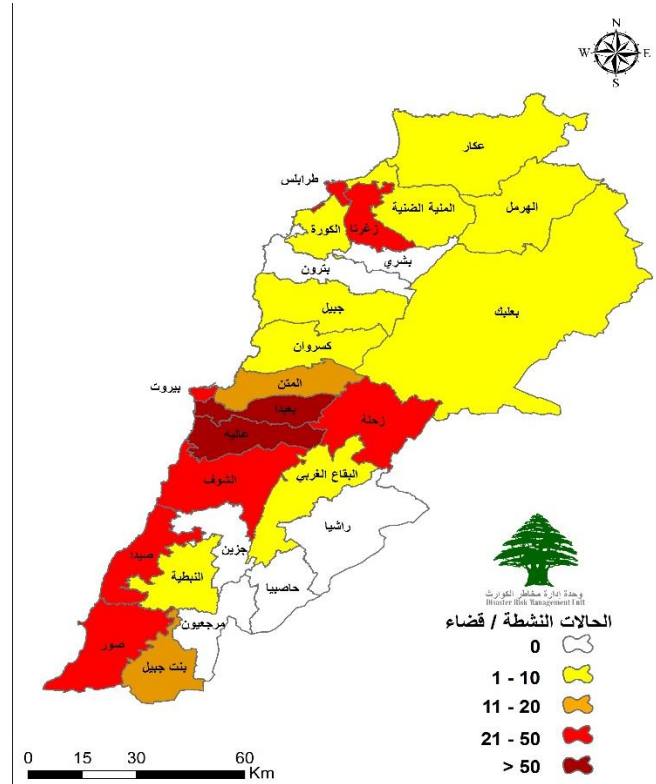 N
W E
S
عكار
طرابلس
الهرمل
المنية الضنية
زغرتا
الكورة
بشري
بترون
بعلبك
جبيل
كسروان
المتن
بيروت
بعبدا
زحلة
عاليه
الشوف
البقاع الغربي
راشيا
جزين
صيدا
النبطية
حاصبيا
مرجعيون
صور
بنت جبيل
وحدة ادارة مخاطر الكوارث
Disaster Risk Management Unit
الحالات النشطة / قضاء
0
1 - 10
11 - 20
21 - 50
> 50
0 15 30 60
Km